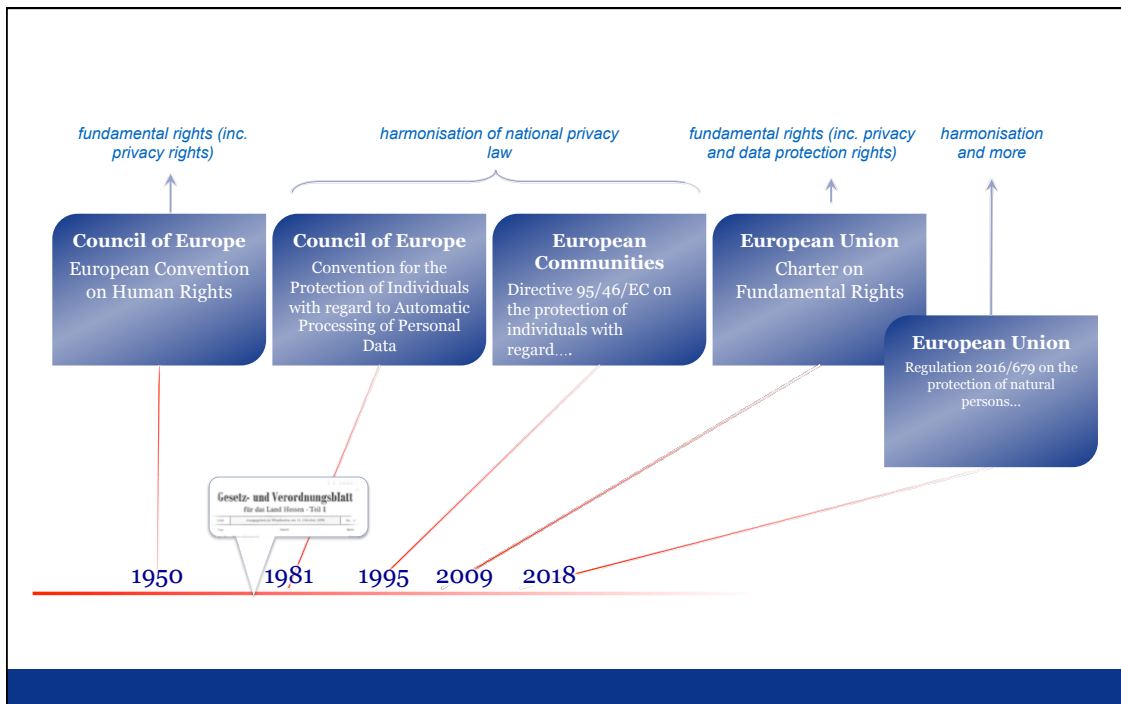 fundamental rights (inc.
privacy rights)
harmonisation of national privacy
law
fundamental rights (inc. privacy
and data protection rights)
harmonisation
and more
Council of Europe
European Convention
on Human Rights
Council of Europe
Convention for the
Protection of Individuals
with regard to Automatic
Processing of Personal
Data
European
Communities
Directive 95/46/EC on
the protection of
individuals with
regard….
European Union
Charter on
Fundamental Rights
European Union
Regulation 2016/679 on the
protection of natural
persons…
Gesetz- und Verordnungsblatt
für das Land Hessen · Teil I
1950
1981
1995
2009
2018